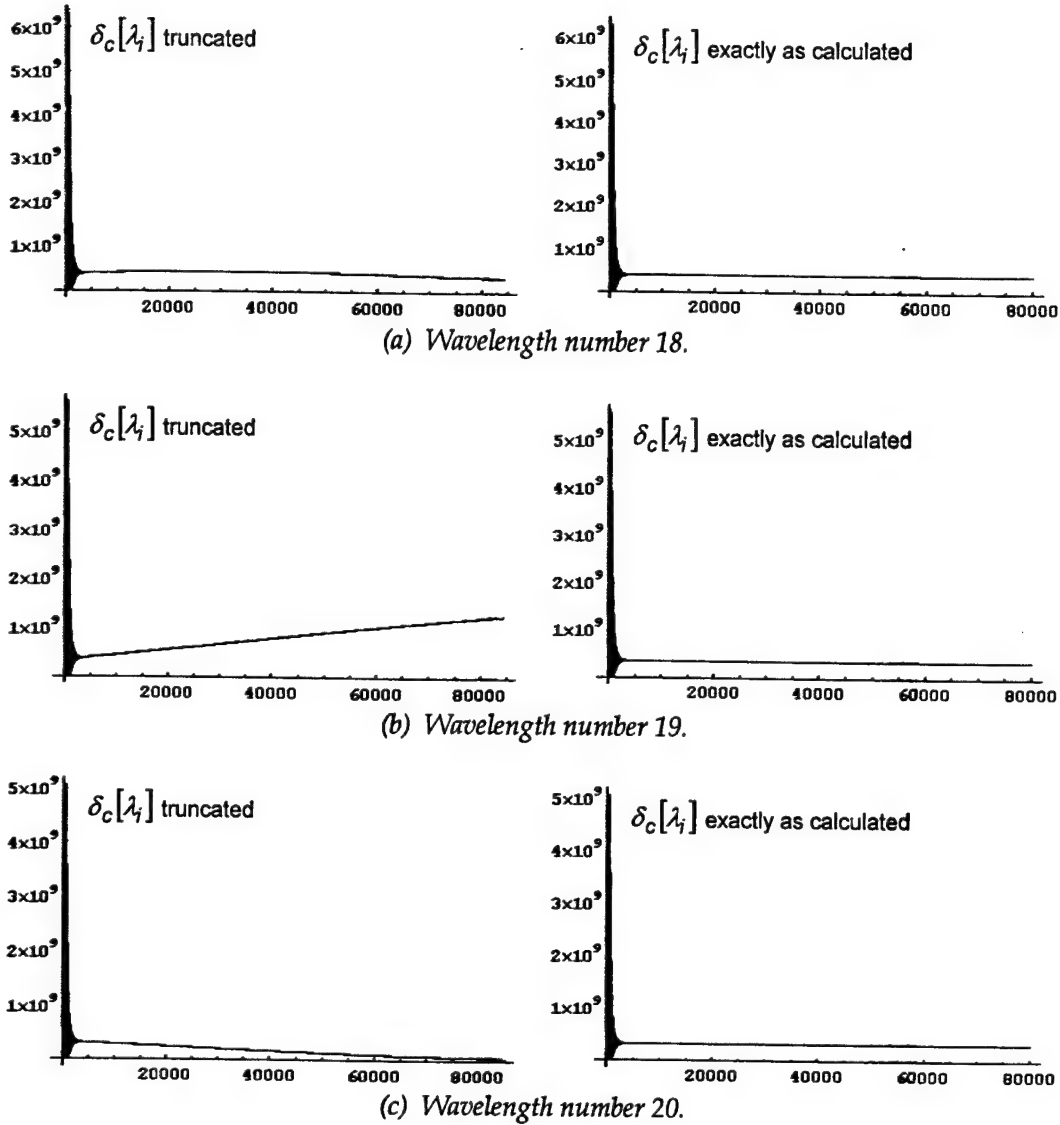 6×10⁹
5×10⁹
4×10⁹
3×10⁹
2×10⁹
1×10⁹
δc[λi] truncated
20000 40000 60000 80000
6×10⁹
5×10⁹
4×10⁹
3×10⁹
2×10⁹
1×10⁹
δc[λi] exactly as calculated
20000 40000 60000 80000
(a) Wavelength number 18.
5×10⁹
4×10⁹
3×10⁹
2×10⁹
1×10⁹
δc[λi] truncated
20000 40000 60000 80000
5×10⁹
4×10⁹
3×10⁹
2×10⁹
1×10⁹
δc[λi] exactly as calculated
20000 40000 60000 80000
(b) Wavelength number 19.
5×10⁹
4×10⁹
3×10⁹
2×10⁹
1×10⁹
δc[λi] truncated
20000 40000 60000 80000
5×10⁹
4×10⁹
3×10⁹
2×10⁹
1×10⁹
δc[λi] exactly as calculated
20000 40000 60000 80000
(c) Wavelength number 20.